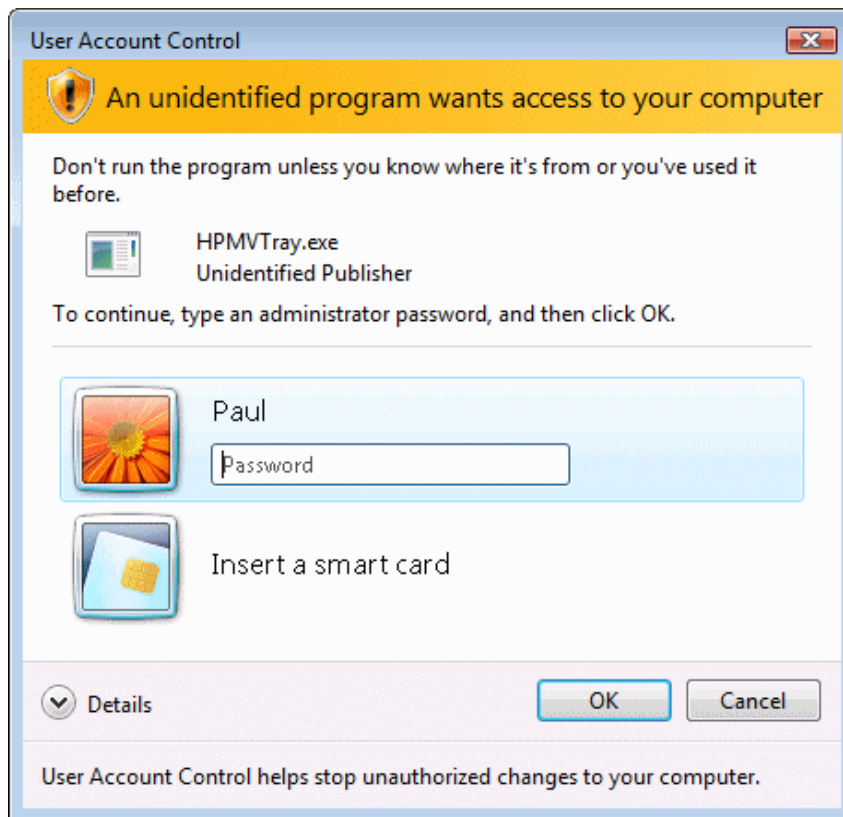 User Account Control
An unidentified program wants access to your computer
Don't run the program unless you know where it's from or you've used it
before.
HPMVTray.exe
Unidentified Publisher
To continue, type an administrator password, and then click OK.
Paul
Password
Insert a smart card
Details
OK
Cancel
User Account Control helps stop unauthorized changes to your computer.